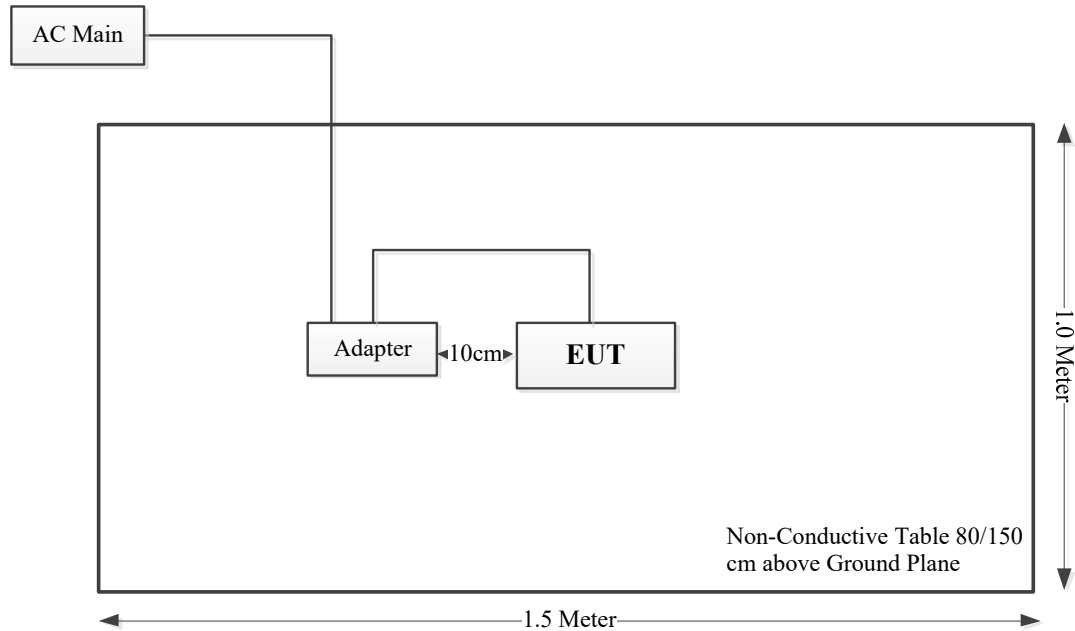 AC Main
Adapter
10cm
EUT
1.0 Meter
Non-Conductive Table 80/150
cm above Ground Plane
1.5 Meter